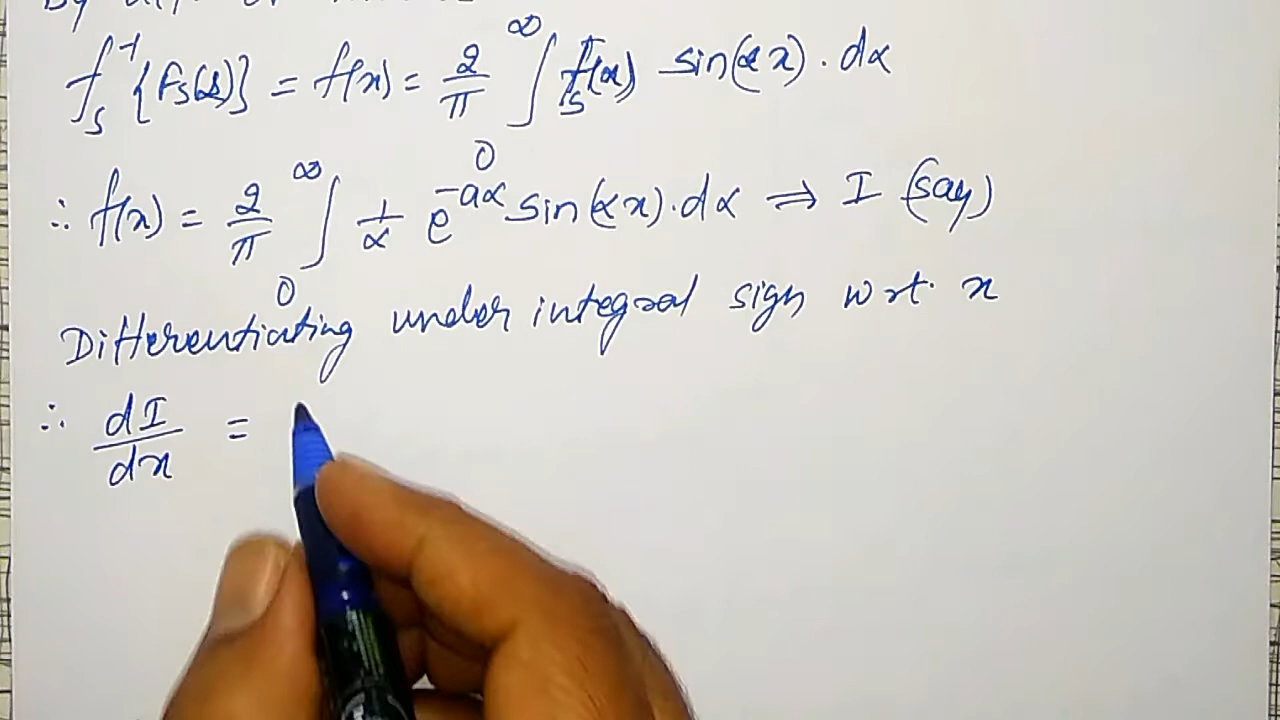 f_s^{-1} {F_s(α)} = f(x) = 2/π ∫_0^∞ F_s(α) sin(αx) · dα
∴ f(x) = 2/π ∫_0^∞ 1/α e^{-aα} sin(αx) · dα ⇒ I (say)
Differentiating under integral sign w.r.t. x
∴ dI/dx =